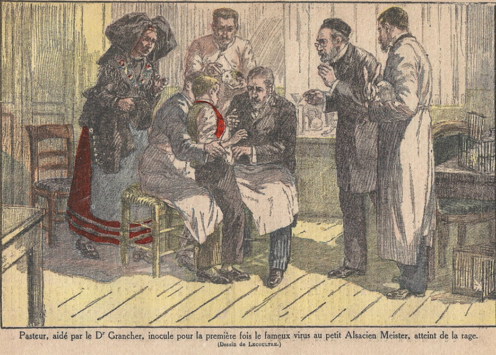 Pasteur, aidé par le Dr Grancher, inocule pour la première fois le fameux virus au petit Alsacien Meister, atteint de la rage.
(Dessin de LECOULTRE.)